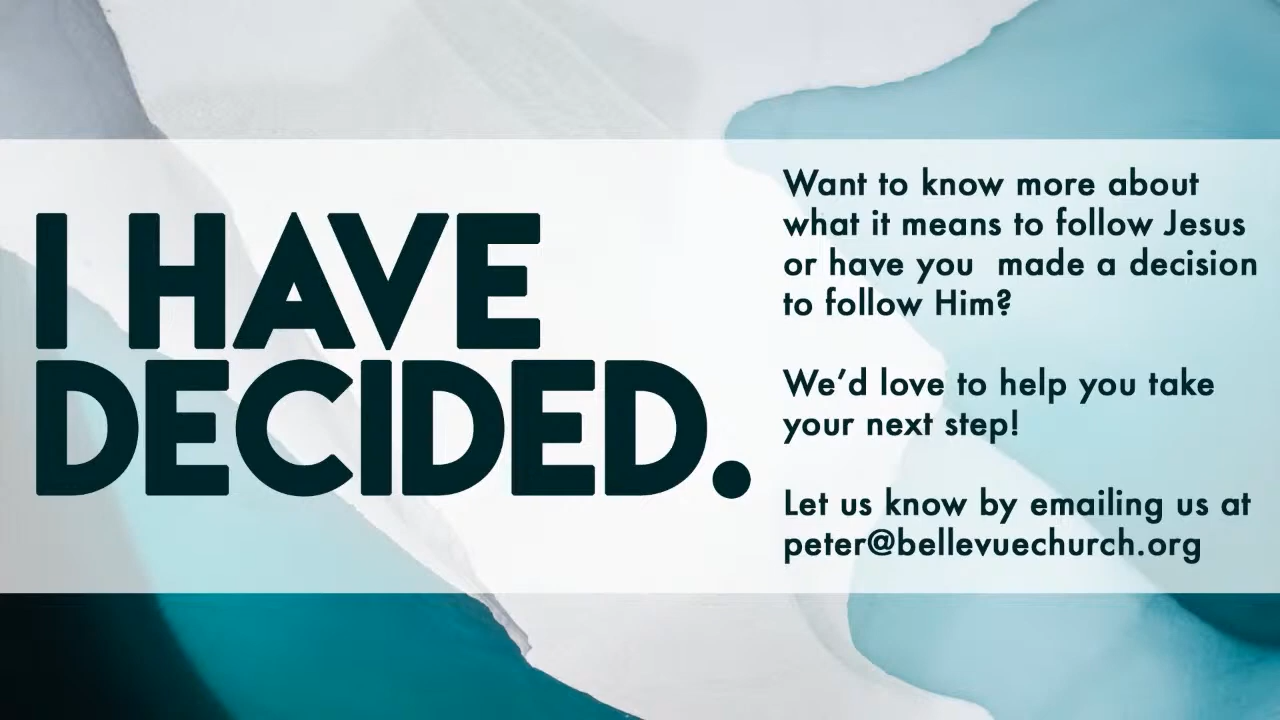 I HAVE
DECIDED.
Want to know more about
what it means to follow Jesus
or have you  made a decision
to follow Him?
We’d love to help you take
your next step!
Let us know by emailing us at
peter@bellevuechurch.org